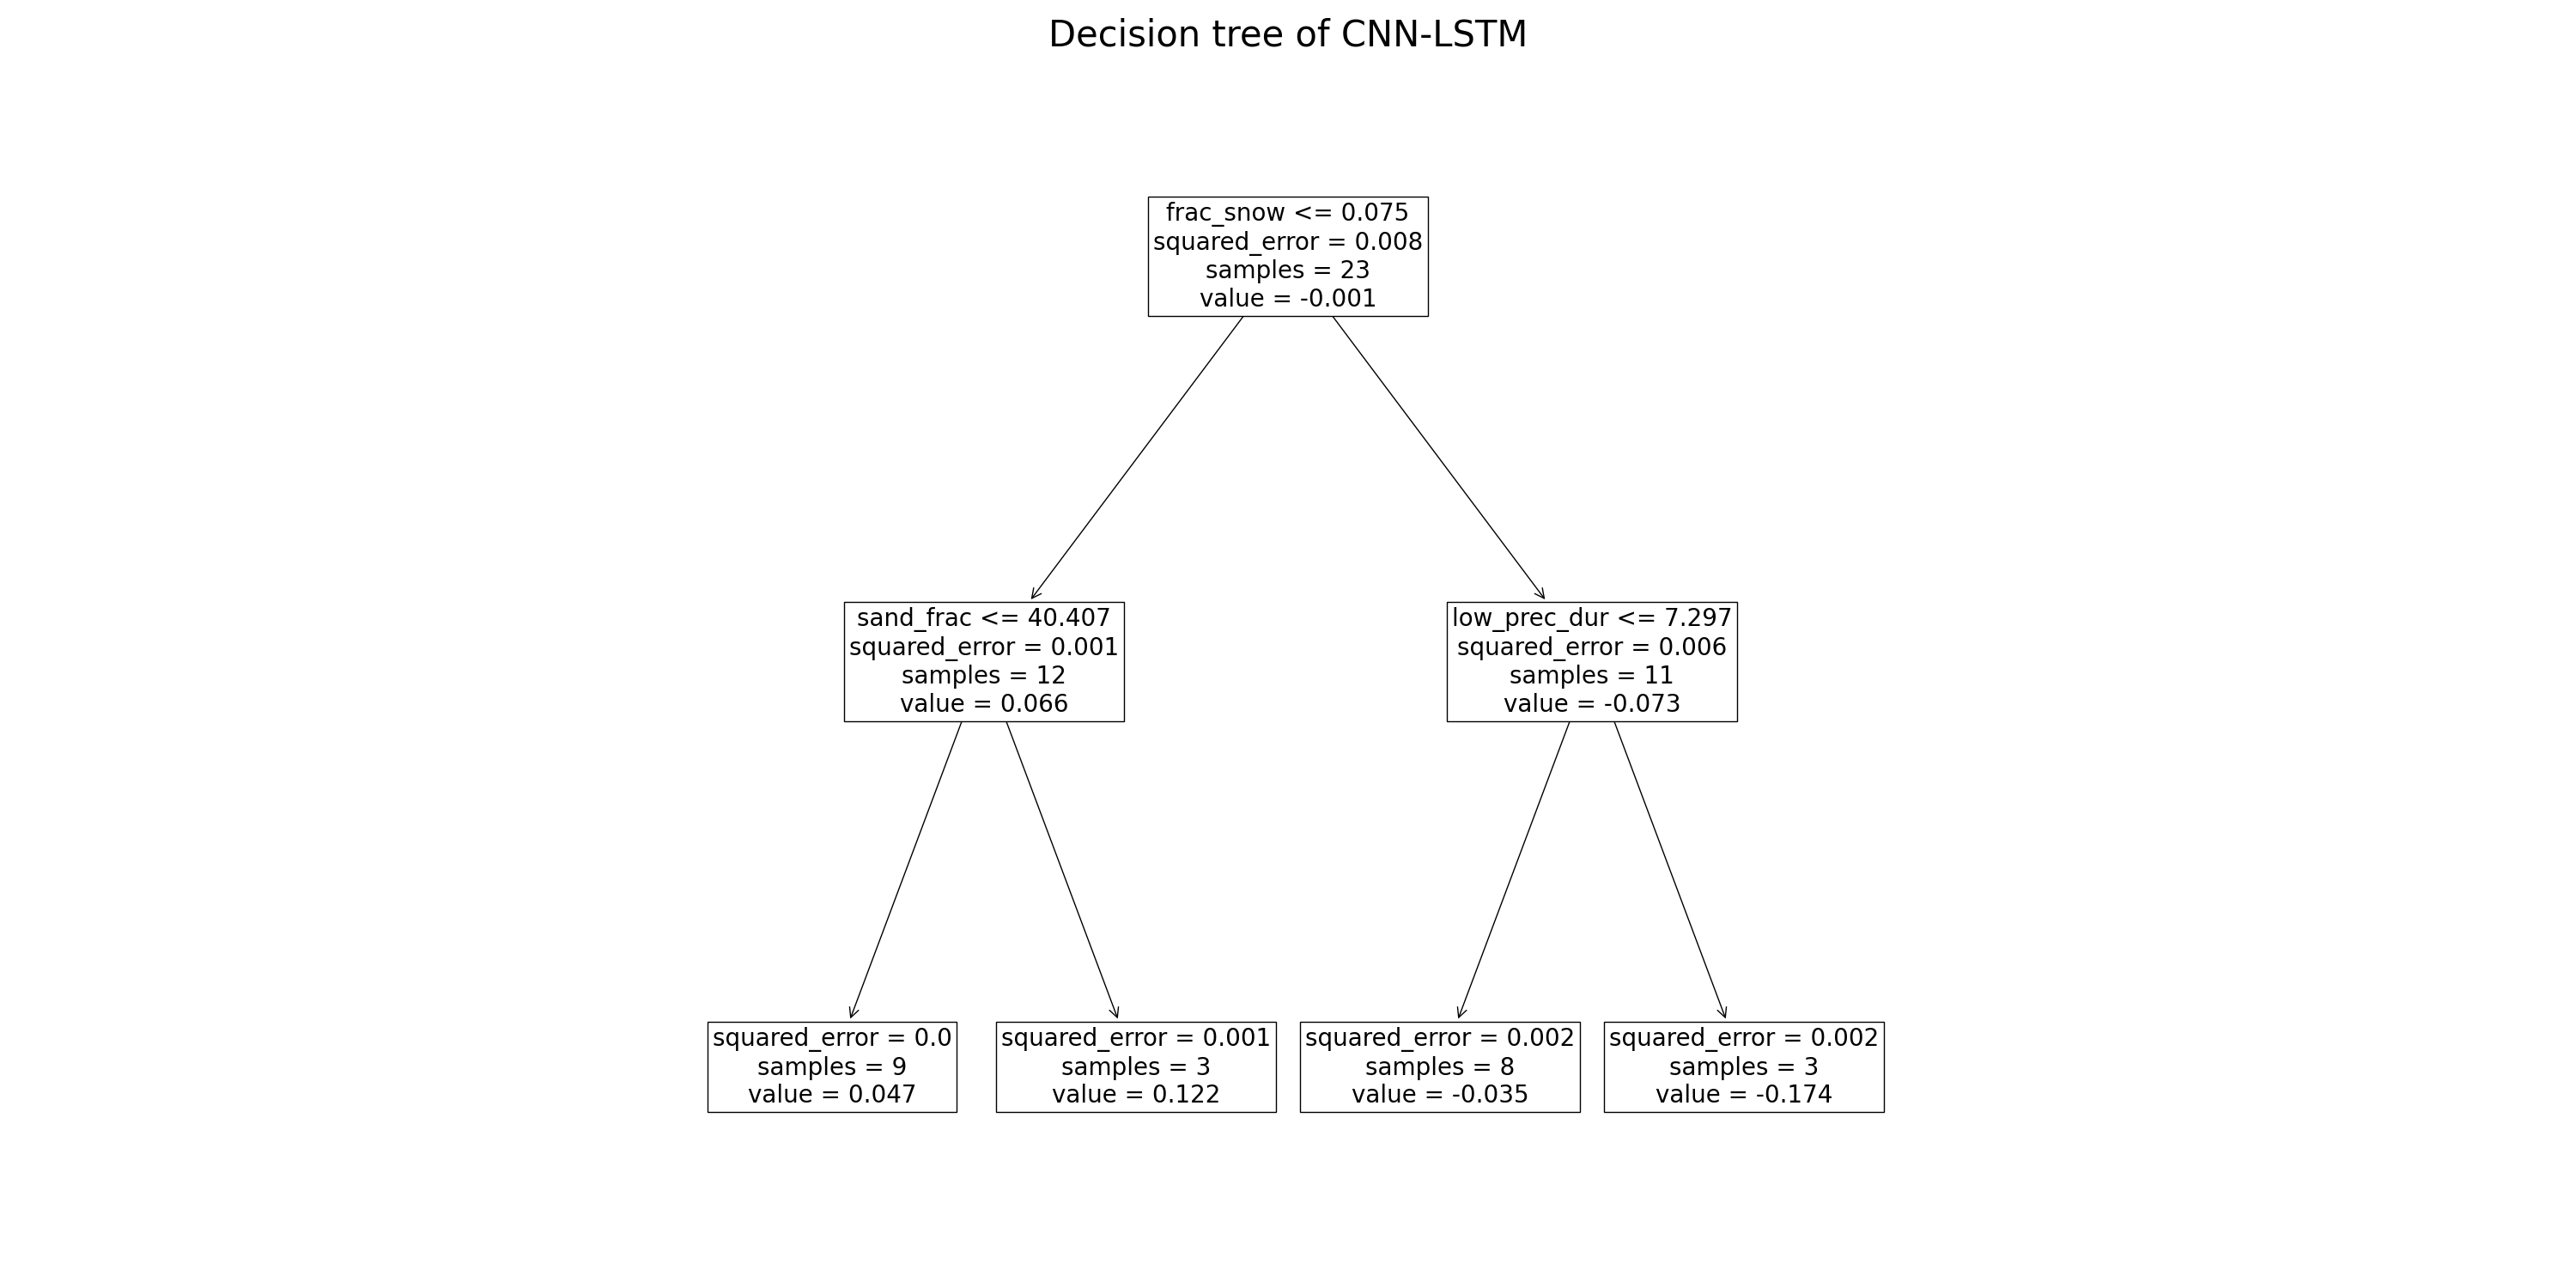 Decision tree of CNN-LSTM
frac_snow <= 0.075
squared_error = 0.008
samples = 23
value = -0.001
sand_frac <= 40.407
squared_error = 0.001
samples = 12
value = 0.066
low_prec_dur <= 7.297
squared_error = 0.006
samples = 11
value = -0.073
squared_error = 0.0
samples = 9
value = 0.047
squared_error = 0.001
samples = 3
value = 0.122
squared_error = 0.002
samples = 8
value = -0.035
squared_error = 0.002
samples = 3
value = -0.174